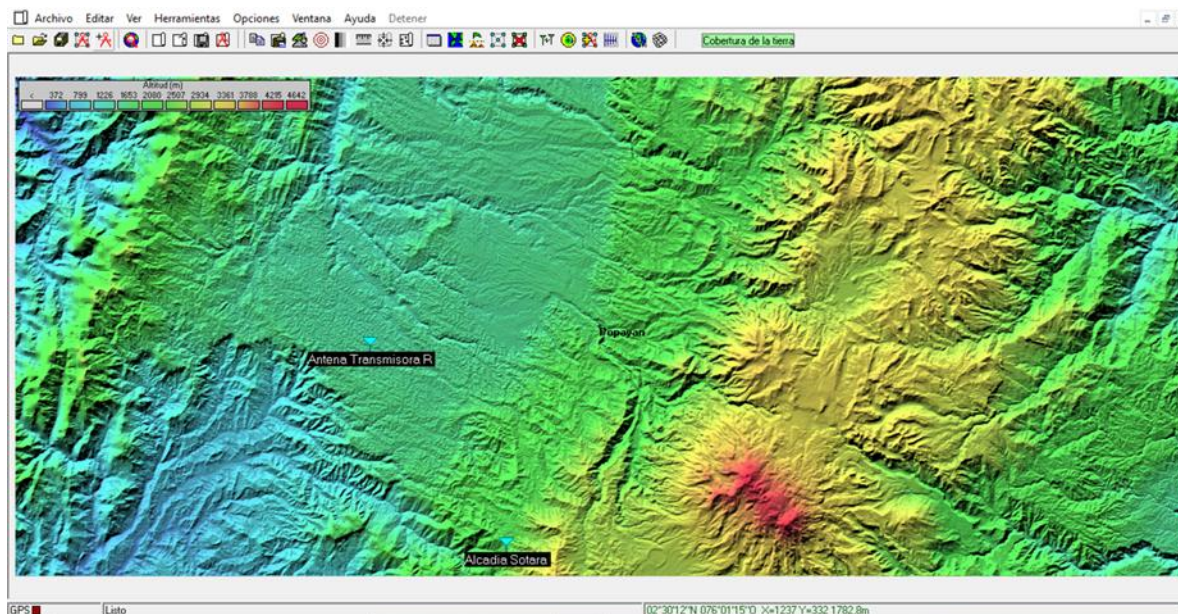 Archivo Editar Ver Herramientas Opciones Ventana Ayuda Detener
Cobertura de la tierra
Altitud (m)
< 372 799 1226 1653 2080 2507 2934 3361 3788 4215 4642
Popayan
Antena Transmisora R
Alcadia Sotara
GPS Listo 02°30'12"N 076°01'15"O X=1237 Y=332 1782.8m